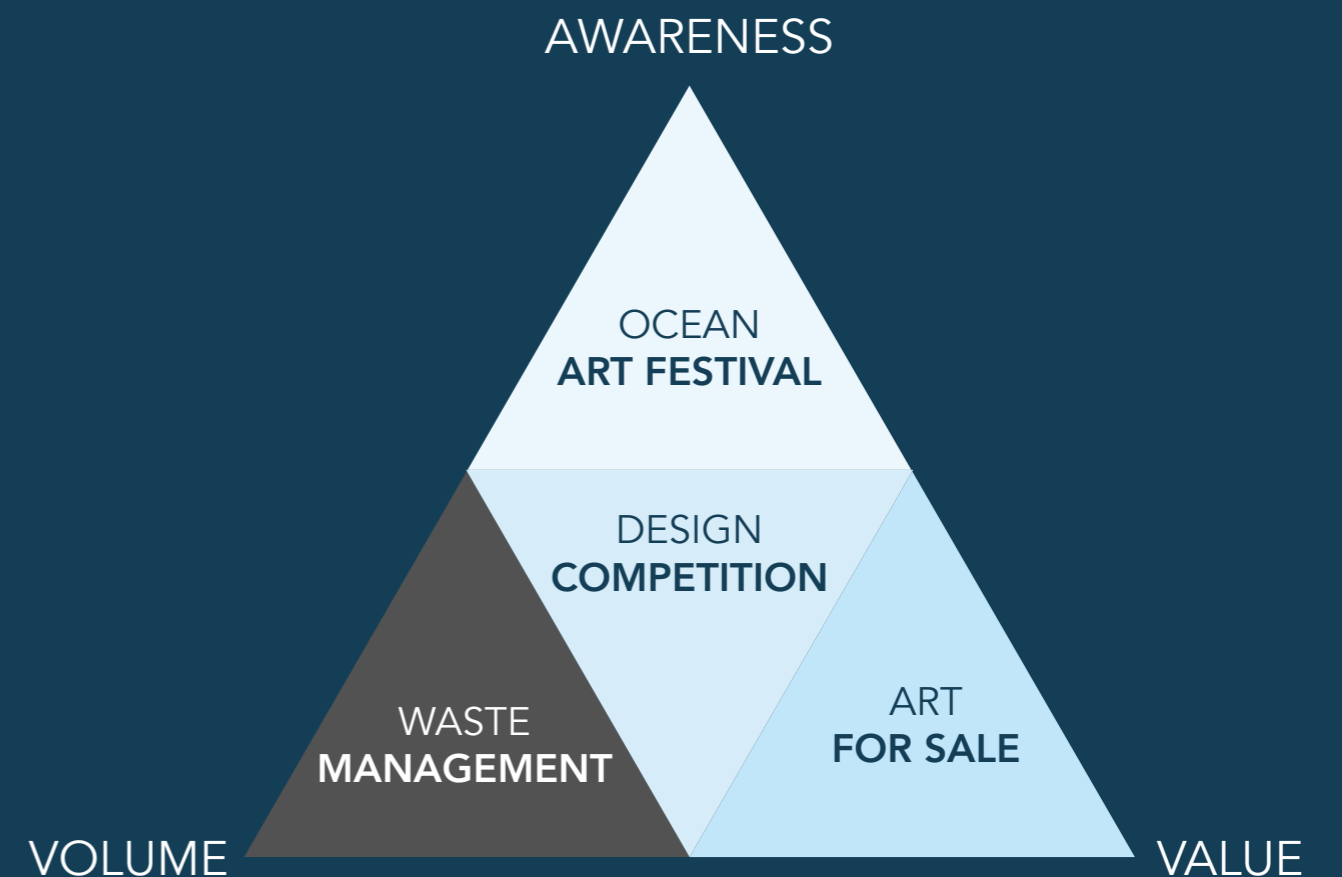 AWARENESS
OCEAN
ART FESTIVAL
DESIGN
COMPETITION
WASTE
MANAGEMENT
ART
FOR SALE
VOLUME
VALUE